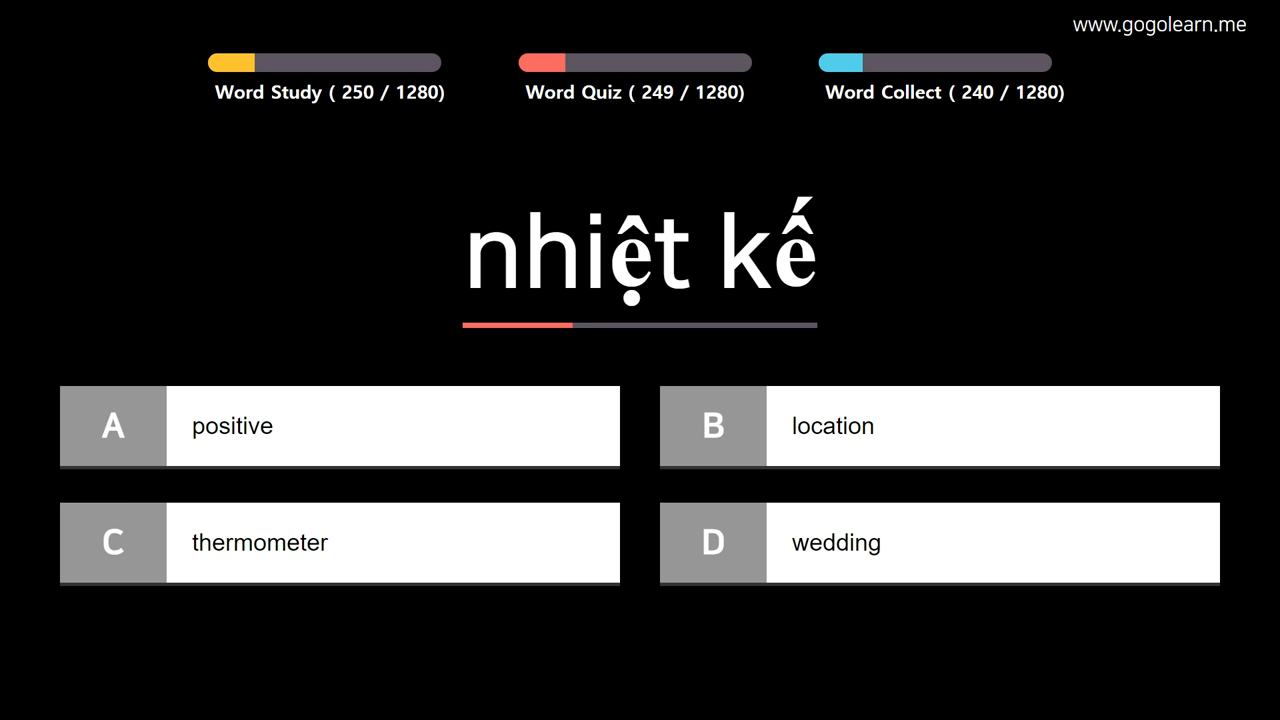 www.gogolearn.me
Word Study ( 250 / 1280)
Word Quiz ( 249 / 1280)
Word Collect ( 240 / 1280)
nhiệt kế
A positive
B location
C thermometer
D wedding